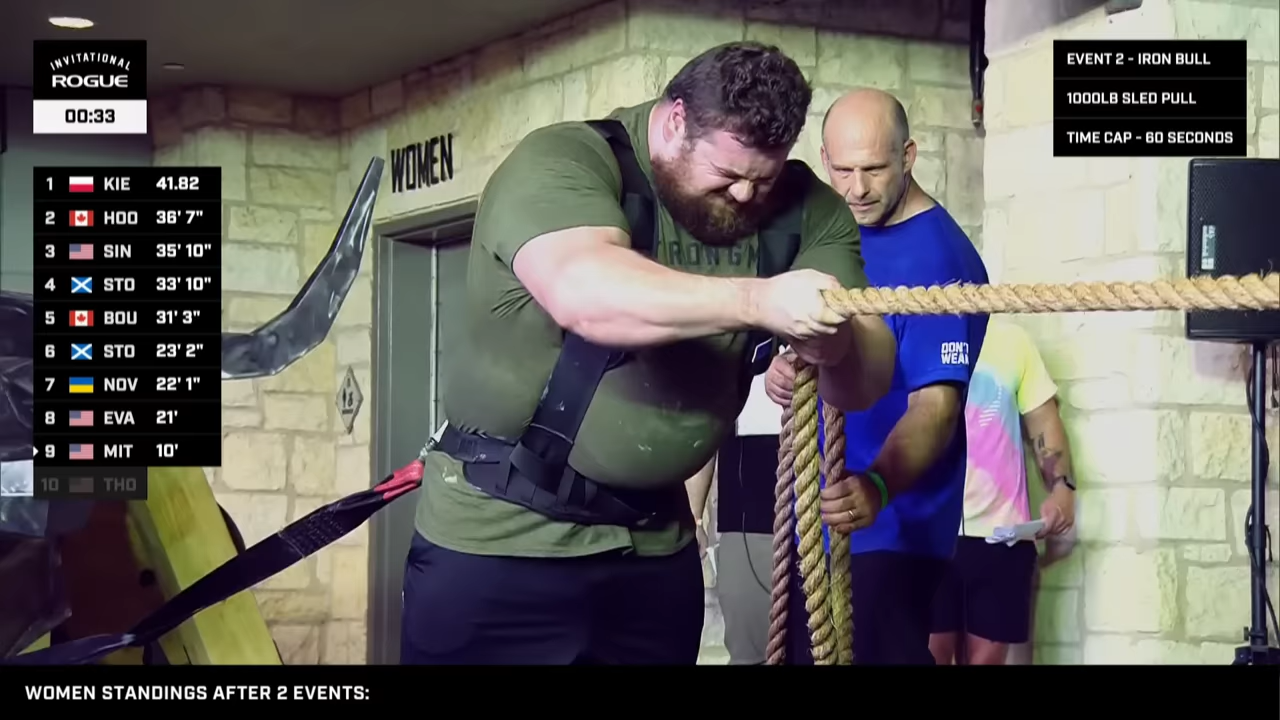 INVITATIONAL
ROGUE
00:33
EVENT 2 - IRON BULL
1000LB SLED PULL
TIME CAP - 60 SECONDS
1 KIE 41.82
2 HOO 36' 7"
3 SIN 35' 10"
4 STO 33' 10"
5 BOU 31' 3"
6 STO 23' 2"
7 NOV 22' 1"
8 EVA 21'
9 MIT 10'
10 THO
WOMEN
DON'T
WEA
WOMEN STANDINGS AFTER 2 EVENTS: